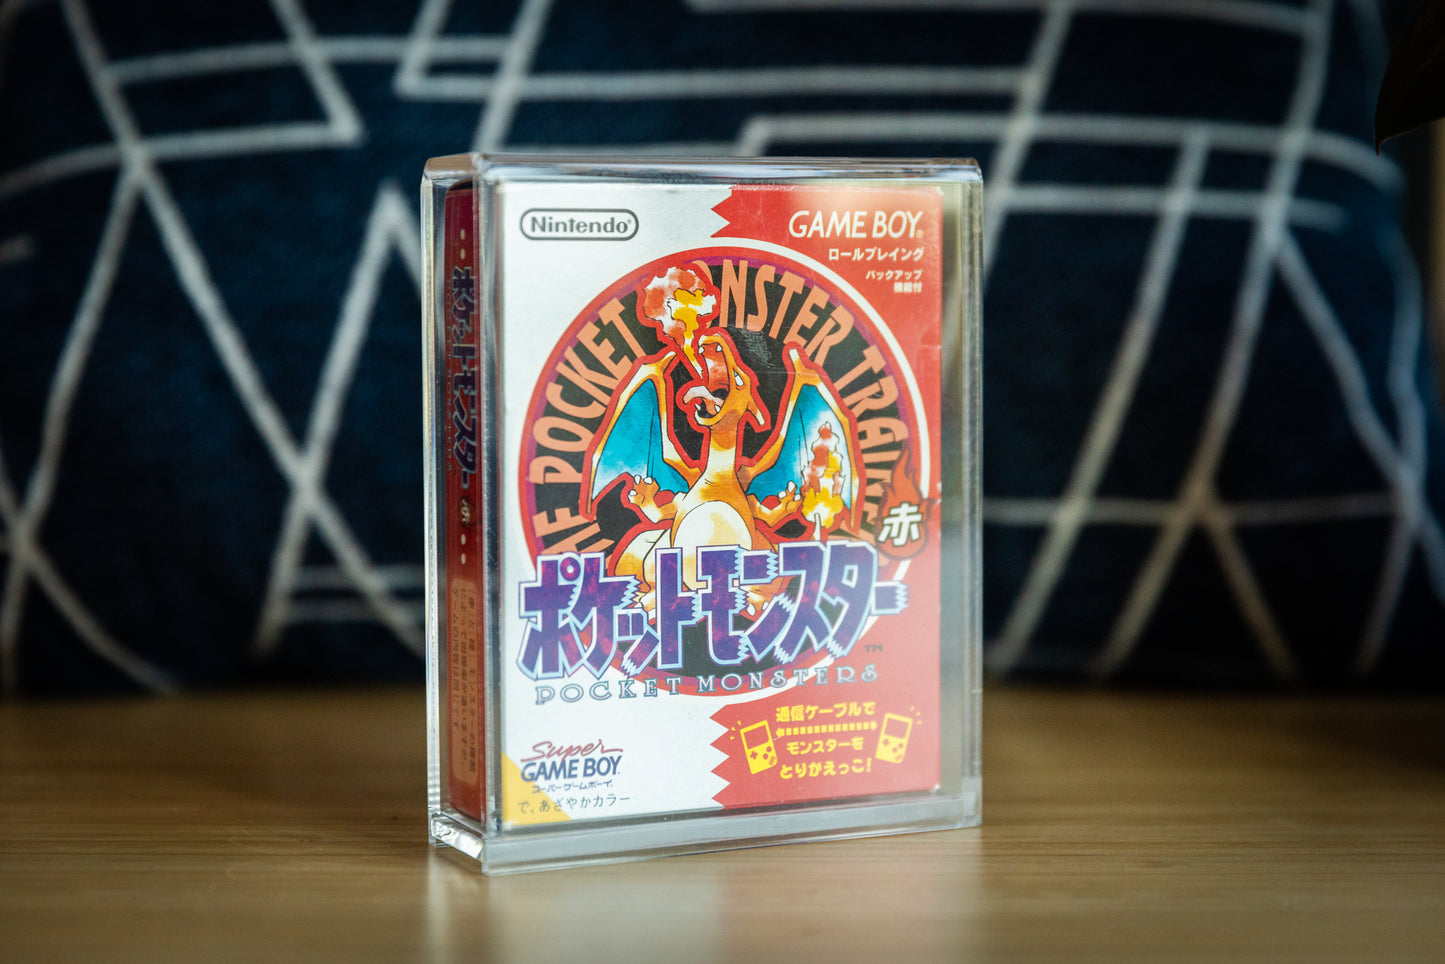 Nintendo®
GAME BOY®
ロールプレイング
バックアップ
機能付
POCKET MONSTER TRAINER
赤
ポケットモンスター
TM
POCKET MONSTERS
通信ケーブルで
モンスターを
とりかえっこ!
Super
GAME BOY
スーパーゲームボーイ
で、あざやかカラー
ポケットモンスター
赤